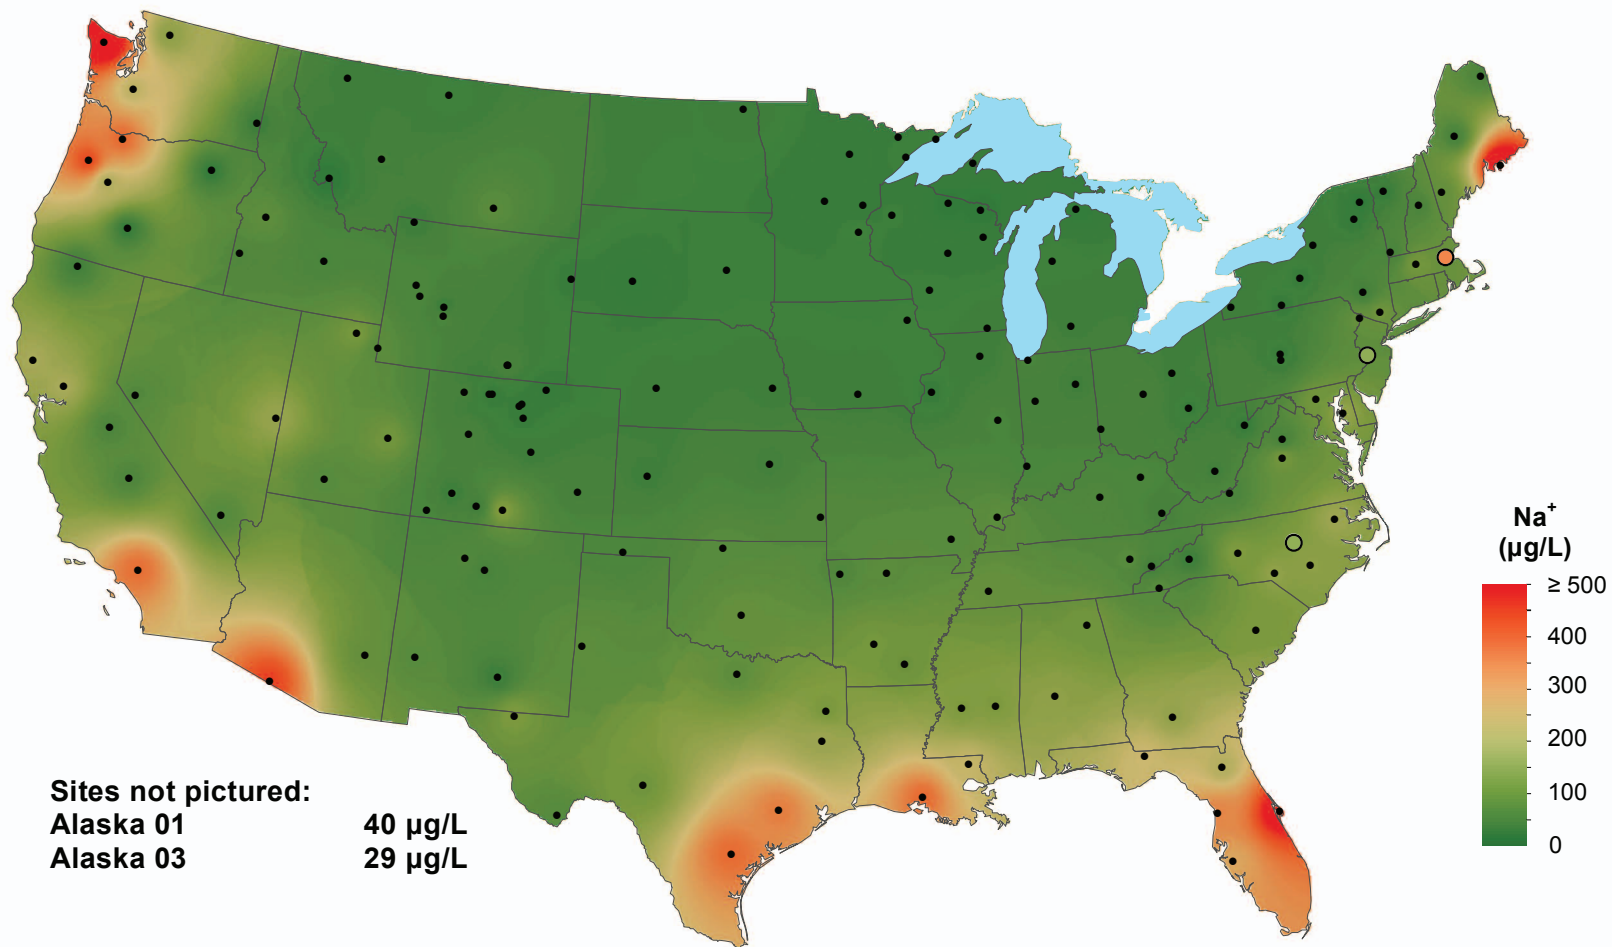 Na+
(µg/L)
≥ 500
400
300
200
100
0
Sites not pictured:
Alaska 01 40 µg/L
Alaska 03 29 µg/L